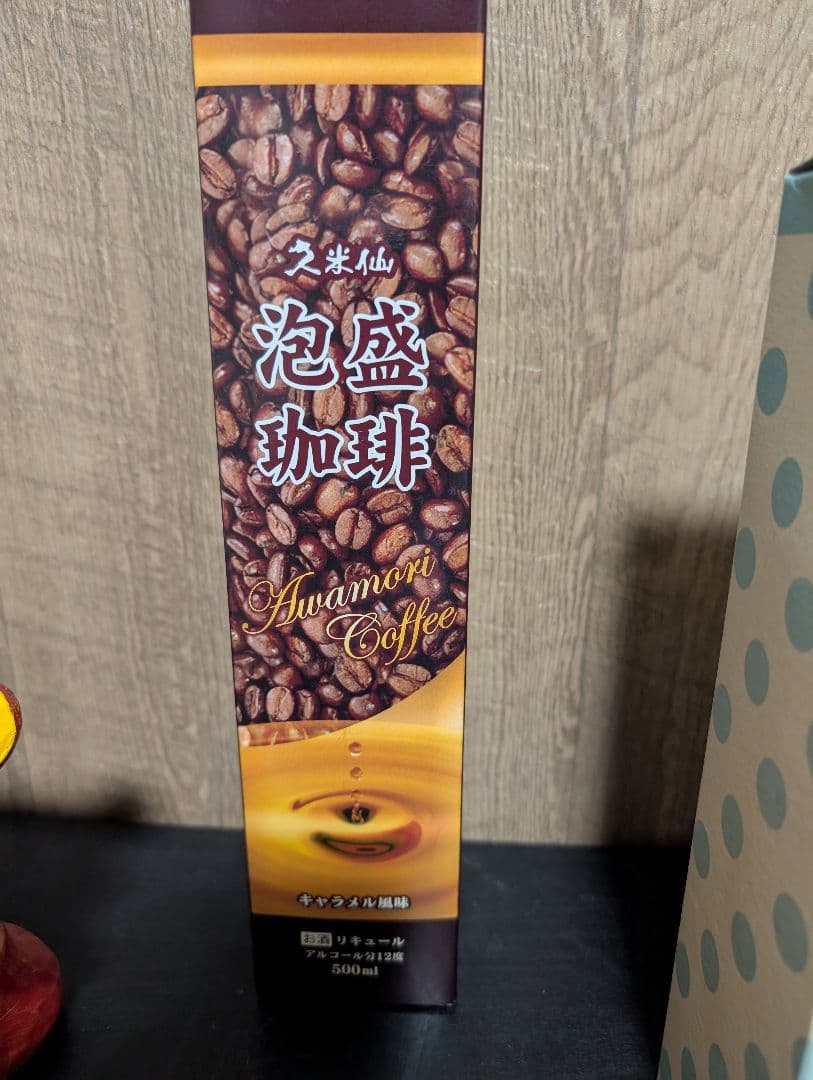 久米仙
泡盛
珈琲
Awamori
Coffee
キャラメル風味
お酒 リキュール
アルコール分12度
500ml